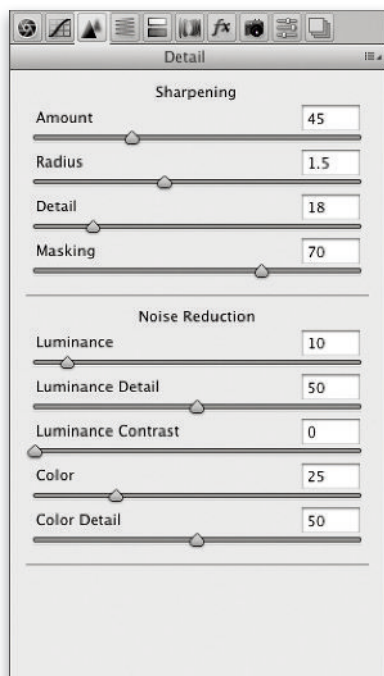 fx
Detail
Sharpening
Amount 45
Radius 1.5
Detail 18
Masking 70
Noise Reduction
Luminance 10
Luminance Detail 50
Luminance Contrast 0
Color 25
Color Detail 50